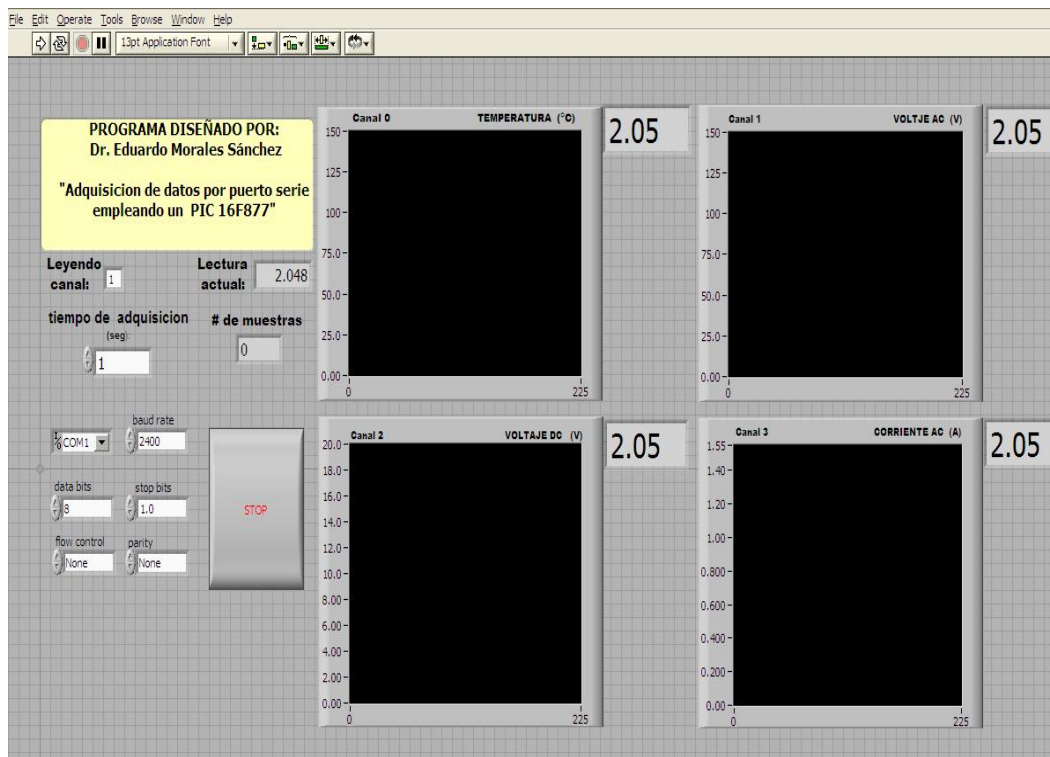 File Edit Operate Tools Browse Window Help
13pt Application Font
PROGRAMA DISEÑADO POR:
Dr. Eduardo Morales Sánchez
"Adquisicion de datos por puerto serie
empleando un PIC 16F877"
Leyendo
canal:
1
Lectura
actual:
2.048
tiempo de adquisicion
(seg):
1
# de muestras
0
COM1
baud rate
2400
data bits
8
stop bits
1.0
flow control
None
parity
None
STOP
Canal 0 TEMPERATURA (°C)
2.05
150
125
100
75.0
50.0
25.0
0.00
0 225
Canal 1 VOLTJE AC (V)
2.05
150
125
100
75.0
50.0
25.0
0.00
0 225
Canal 2 VOLTAJE DC (V)
2.05
20.0
18.0
16.0
14.0
12.0
10.0
8.00
6.00
4.00
2.00
0.00
0 225
Canal 3 CORRIENTE AC (A)
2.05
1.55
1.40
1.20
1.00
0.800
0.600
0.400
0.200
0.00
0 225